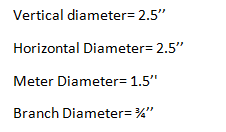 Vertical diameter= 2.5’’
Horizontal Diameter= 2.5’’
Meter Diameter= 1.5’'
Branch Diameter= ¾’’